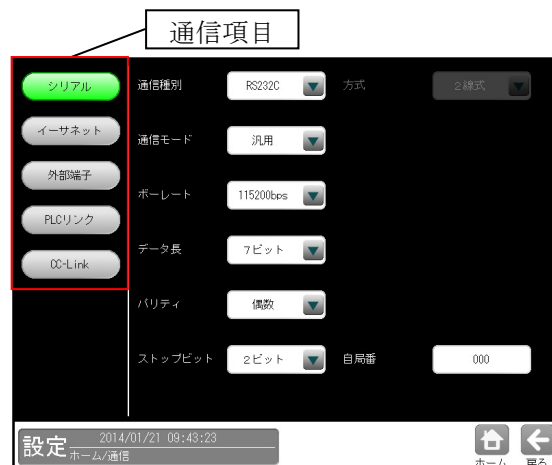 通信項目
シリアル
通信種別
RS232C
方式
2線式
イーサネット
通信モード
汎用
外部端子
ボーレート
115200bps
PLCリンク
データ長
7ビット
CC-Link
パリティ
偶数
ストップビット
2ビット
自局番
000
設定
2014/01/21 09:43:23
ホーム/通信
ホーム
戻る